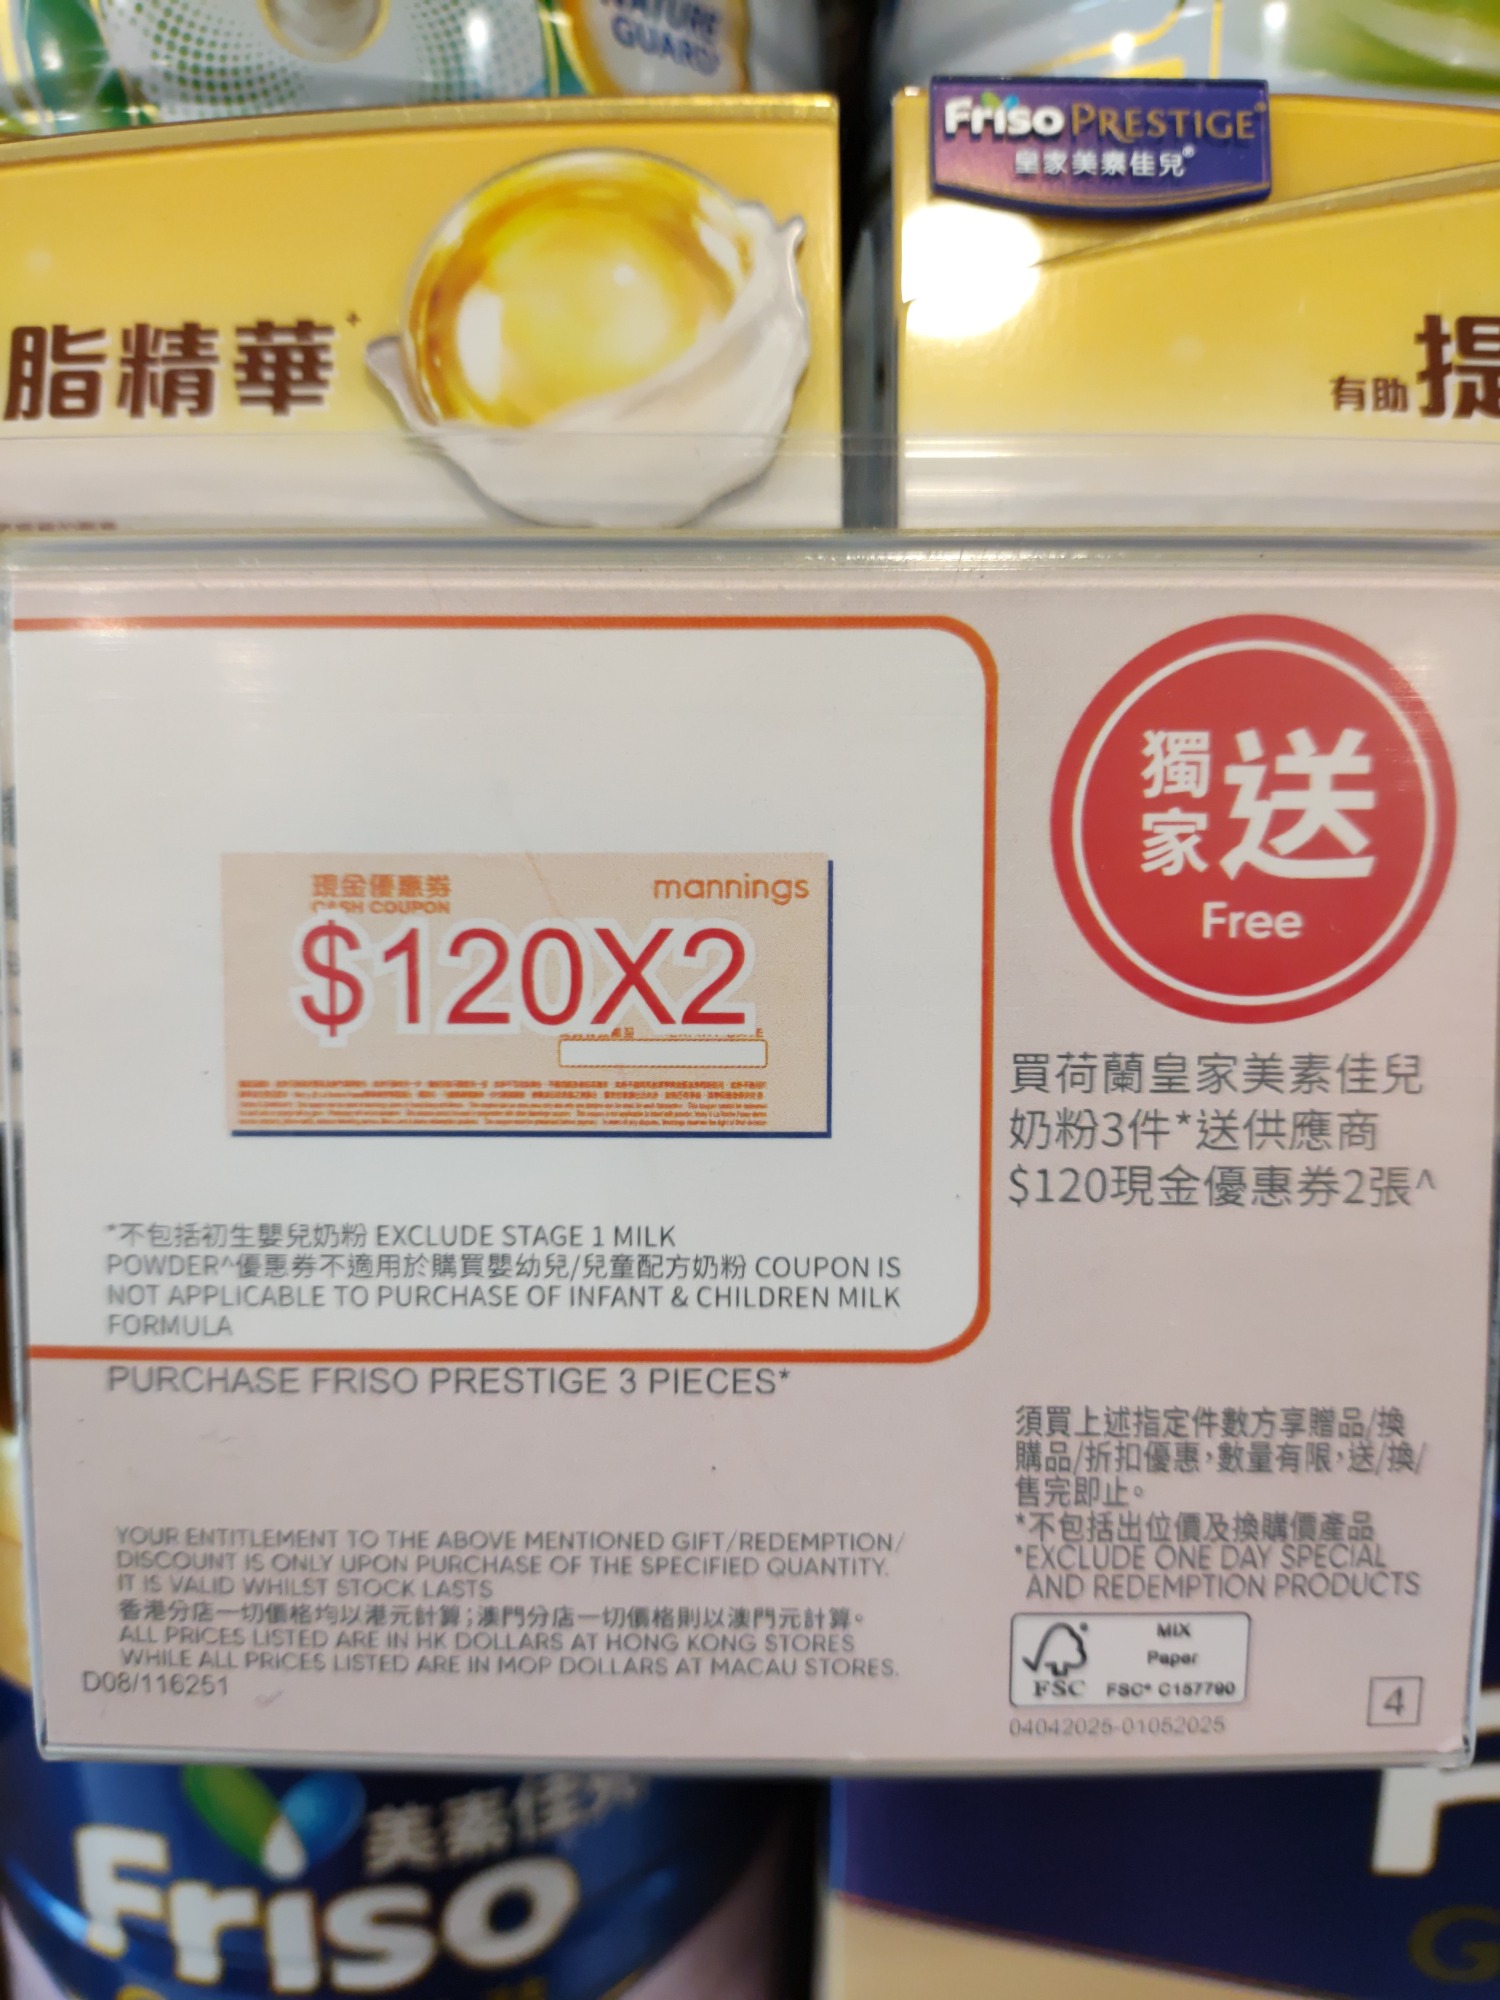 NATURE
GUARD
Friso PRESTIGE
皇家美素佳兒®
脂精華+
有助提
現金優惠券
CASH COUPON
mannings
$120X2
獨家送
Free
買荷蘭皇家美素佳兒
奶粉3件*送供應商
$120現金優惠券2張^
*不包括初生嬰兒奶粉 EXCLUDE STAGE 1 MILK
POWDER^優惠券不適用於購買嬰幼兒/兒童配方奶粉 COUPON IS
NOT APPLICABLE TO PURCHASE OF INFANT & CHILDREN MILK
FORMULA
PURCHASE FRISO PRESTIGE 3 PIECES*
須買上述指定件數方享贈品/換
購品/折扣優惠,數量有限,送/換/
售完即止。
*不包括出位價及換購價產品
*EXCLUDE ONE DAY SPECIAL
AND REDEMPTION PRODUCTS
YOUR ENTITLEMENT TO THE ABOVE MENTIONED GIFT/REDEMPTION/
DISCOUNT IS ONLY UPON PURCHASE OF THE SPECIFIED QUANTITY.
IT IS VALID WHILST STOCK LASTS
香港分店一切價格均以港元計算;澳門分店一切價格則以澳門元計算。
ALL PRICES LISTED ARE IN HK DOLLARS AT HONG KONG STORES
WHILE ALL PRICES LISTED ARE IN MOP DOLLARS AT MACAU STORES.
D08/116251
MIX
Paper
FSC
FSC® C157790
04042025-01052025
4
美素佳兒
Friso